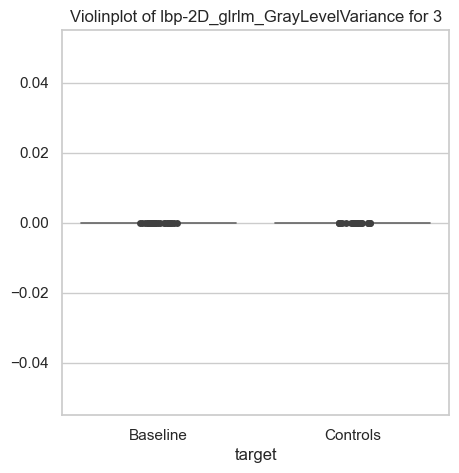 Violinplot of lbp-2D_glrlm_GrayLevelVariance for 3
0.04
0.02
0.00
−0.02
−0.04
Baseline
Controls
target